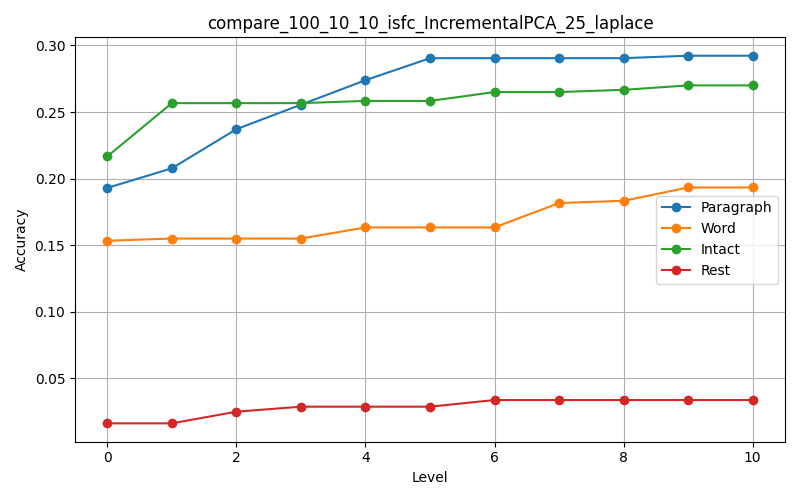 compare_100_10_10_isfc_IncrementalPCA_25_laplace
Accuracy
0.30
0.25
0.20
0.15
0.10
0.05
Paragraph
Word
Intact
Rest
0 2 4 6 8 10
Level